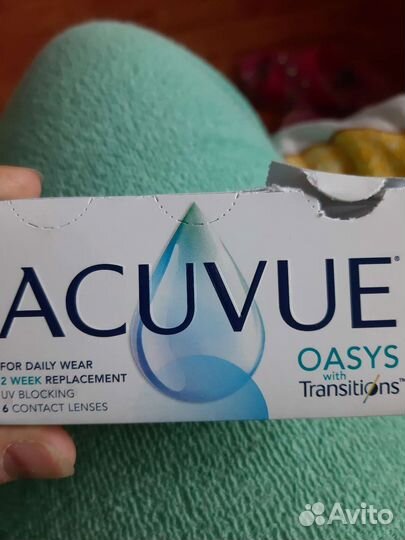 ACUVUE®
OASYS
with
Transitions™
FOR DAILY WEAR
2 WEEK REPLACEMENT
UV BLOCKING
6 CONTACT LENSES
Avito